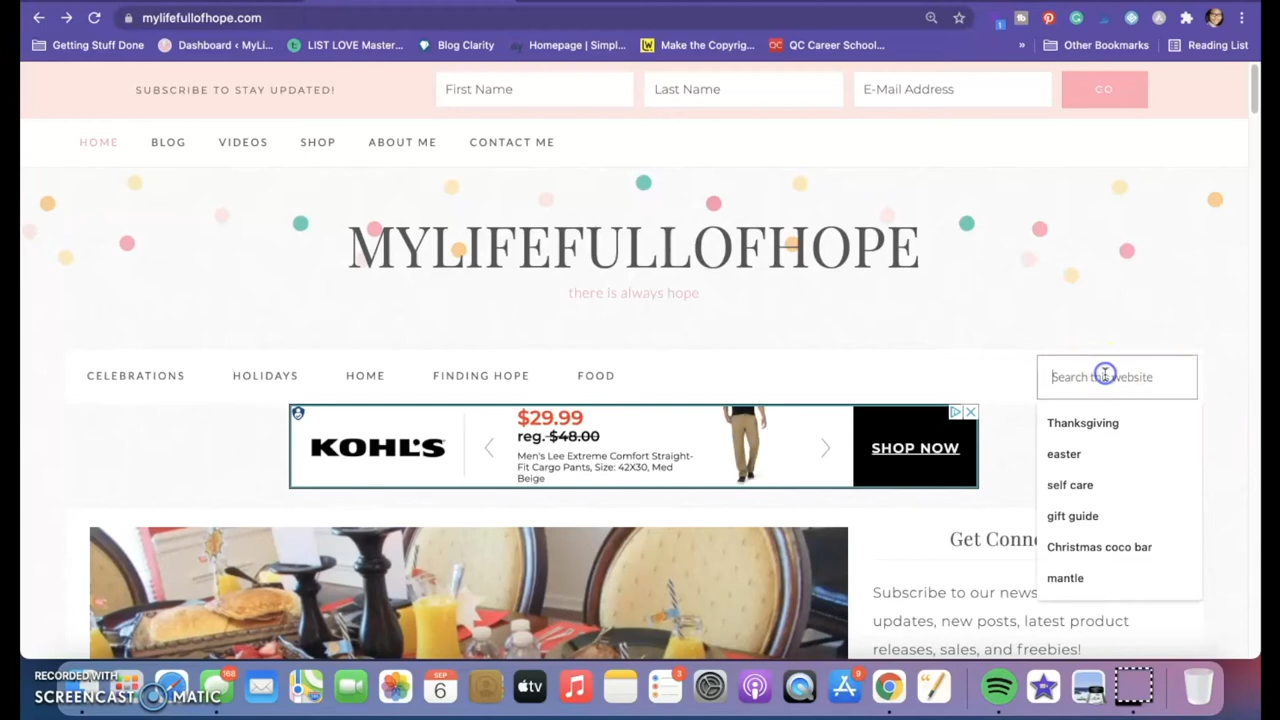 mylifefullofhope.com
Getting Stuff Done
Dashboard ‹ MyLi...
LIST LOVE Master...
Blog Clarity
Homepage | Simpl...
Make the Copyrig...
QC Career School...
»
Other Bookmarks
Reading List
SUBSCRIBE TO STAY UPDATED!
First Name
Last Name
E-Mail Address
GO
HOME
BLOG
VIDEOS
SHOP
ABOUT ME
CONTACT ME
MYLIFEFULLOFHOPE
there is always hope
CELEBRATIONS
HOLIDAYS
HOME
FINDING HOPE
FOOD
Search this website
Thanksgiving
easter
self care
gift guide
Christmas coco bar
mantle
KOHL'S
$29.99
reg. $48.00
Men's Lee Extreme Comfort Straight-
Fit Cargo Pants, Size: 42X30, Med
Beige
SHOP NOW
Get Conne
Subscribe to our news
updates, new posts, latest product
releases, sales, and freebies!
RECORDED WITH
SCREENCAST MATIC
168
SEP
6
tv
3
9